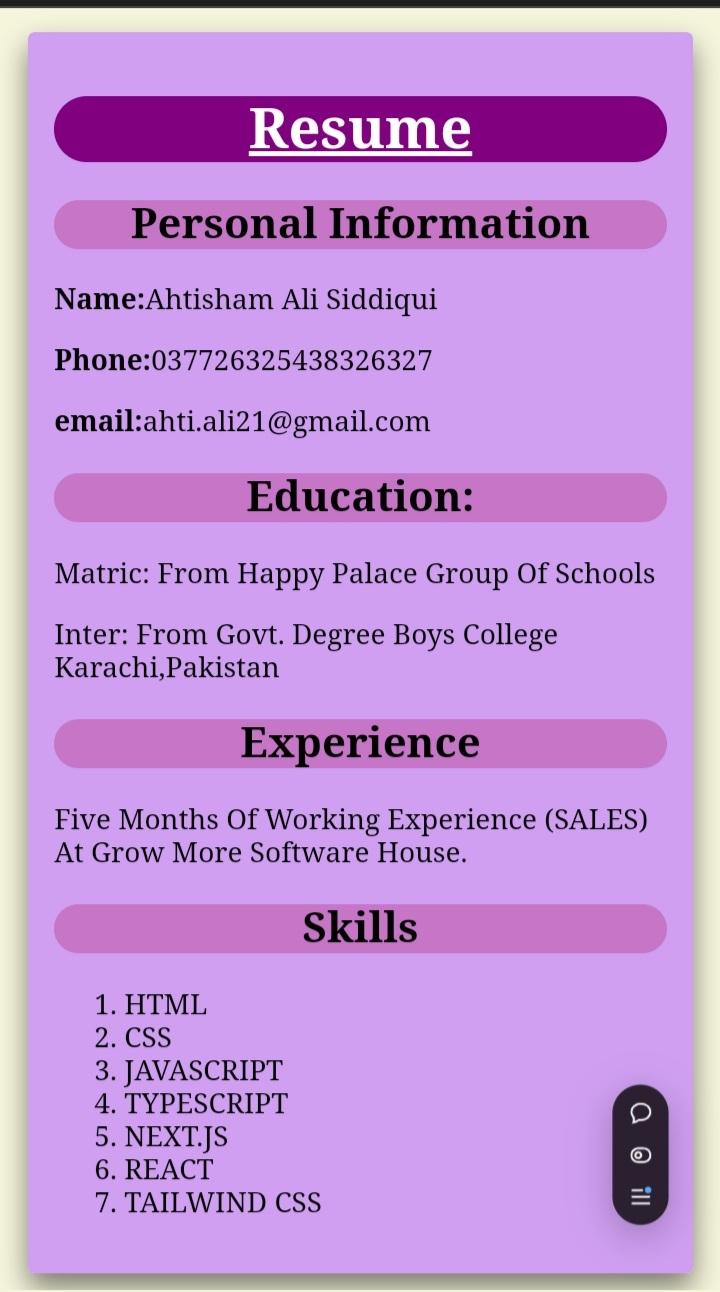 Resume
Personal Information
Name:Ahtisham Ali Siddiqui
Phone:037726325438326327
email:ahti.ali21@gmail.com
Education:
Matric: From Happy Palace Group Of Schools
Inter: From Govt. Degree Boys College
Karachi,Pakistan
Experience
Five Months Of Working Experience (SALES)
At Grow More Software House.
Skills
1. HTML
2. CSS
3. JAVASCRIPT
4. TYPESCRIPT
5. NEXT.JS
6. REACT
7. TAILWIND CSS